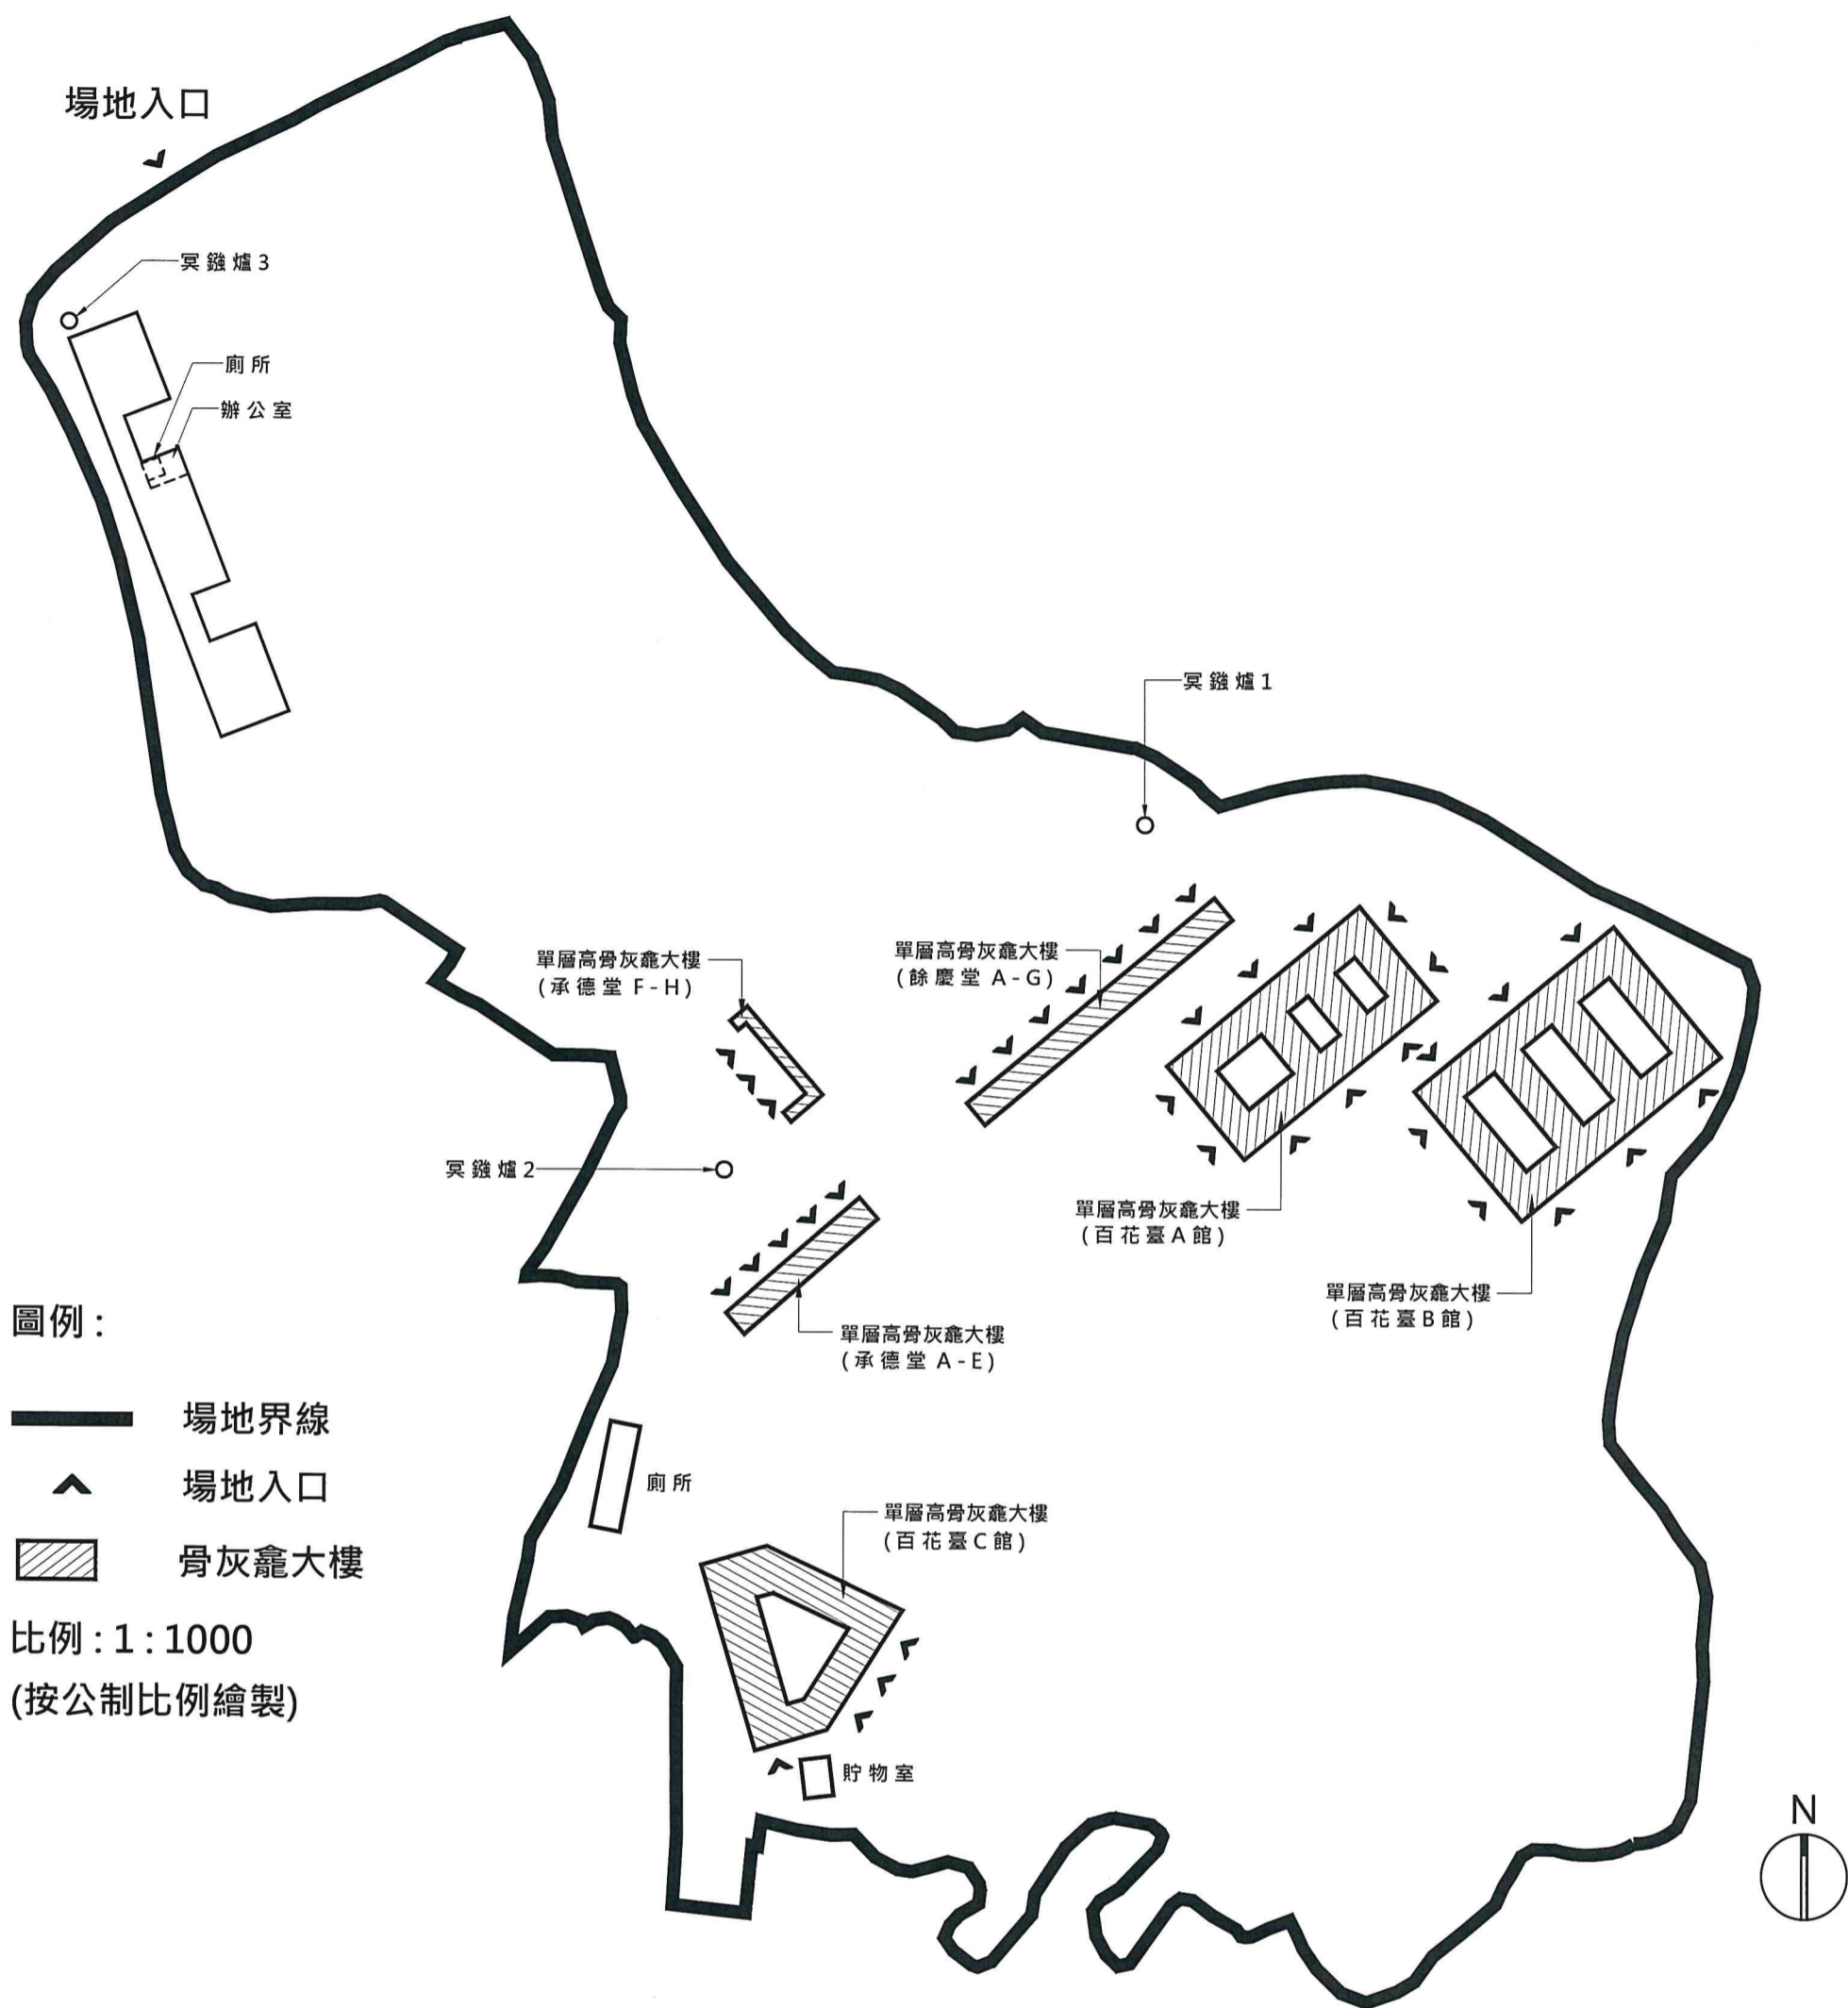 場地入口
冥鏹爐3
廁所
辦公室
冥鏹爐1
單層高骨灰龕大樓
(承德堂 F-H)
單層高骨灰龕大樓
(餘慶堂 A-G)
冥鏹爐2
單層高骨灰龕大樓
(百花臺A館)
單層高骨灰龕大樓
(百花臺B館)
單層高骨灰龕大樓
(承德堂 A-E)
廁所
單層高骨灰龕大樓
(百花臺C館)
貯物室
圖例:
場地界線
場地入口
骨灰龕大樓
比例:1:1000
(按公制比例繪製)
N